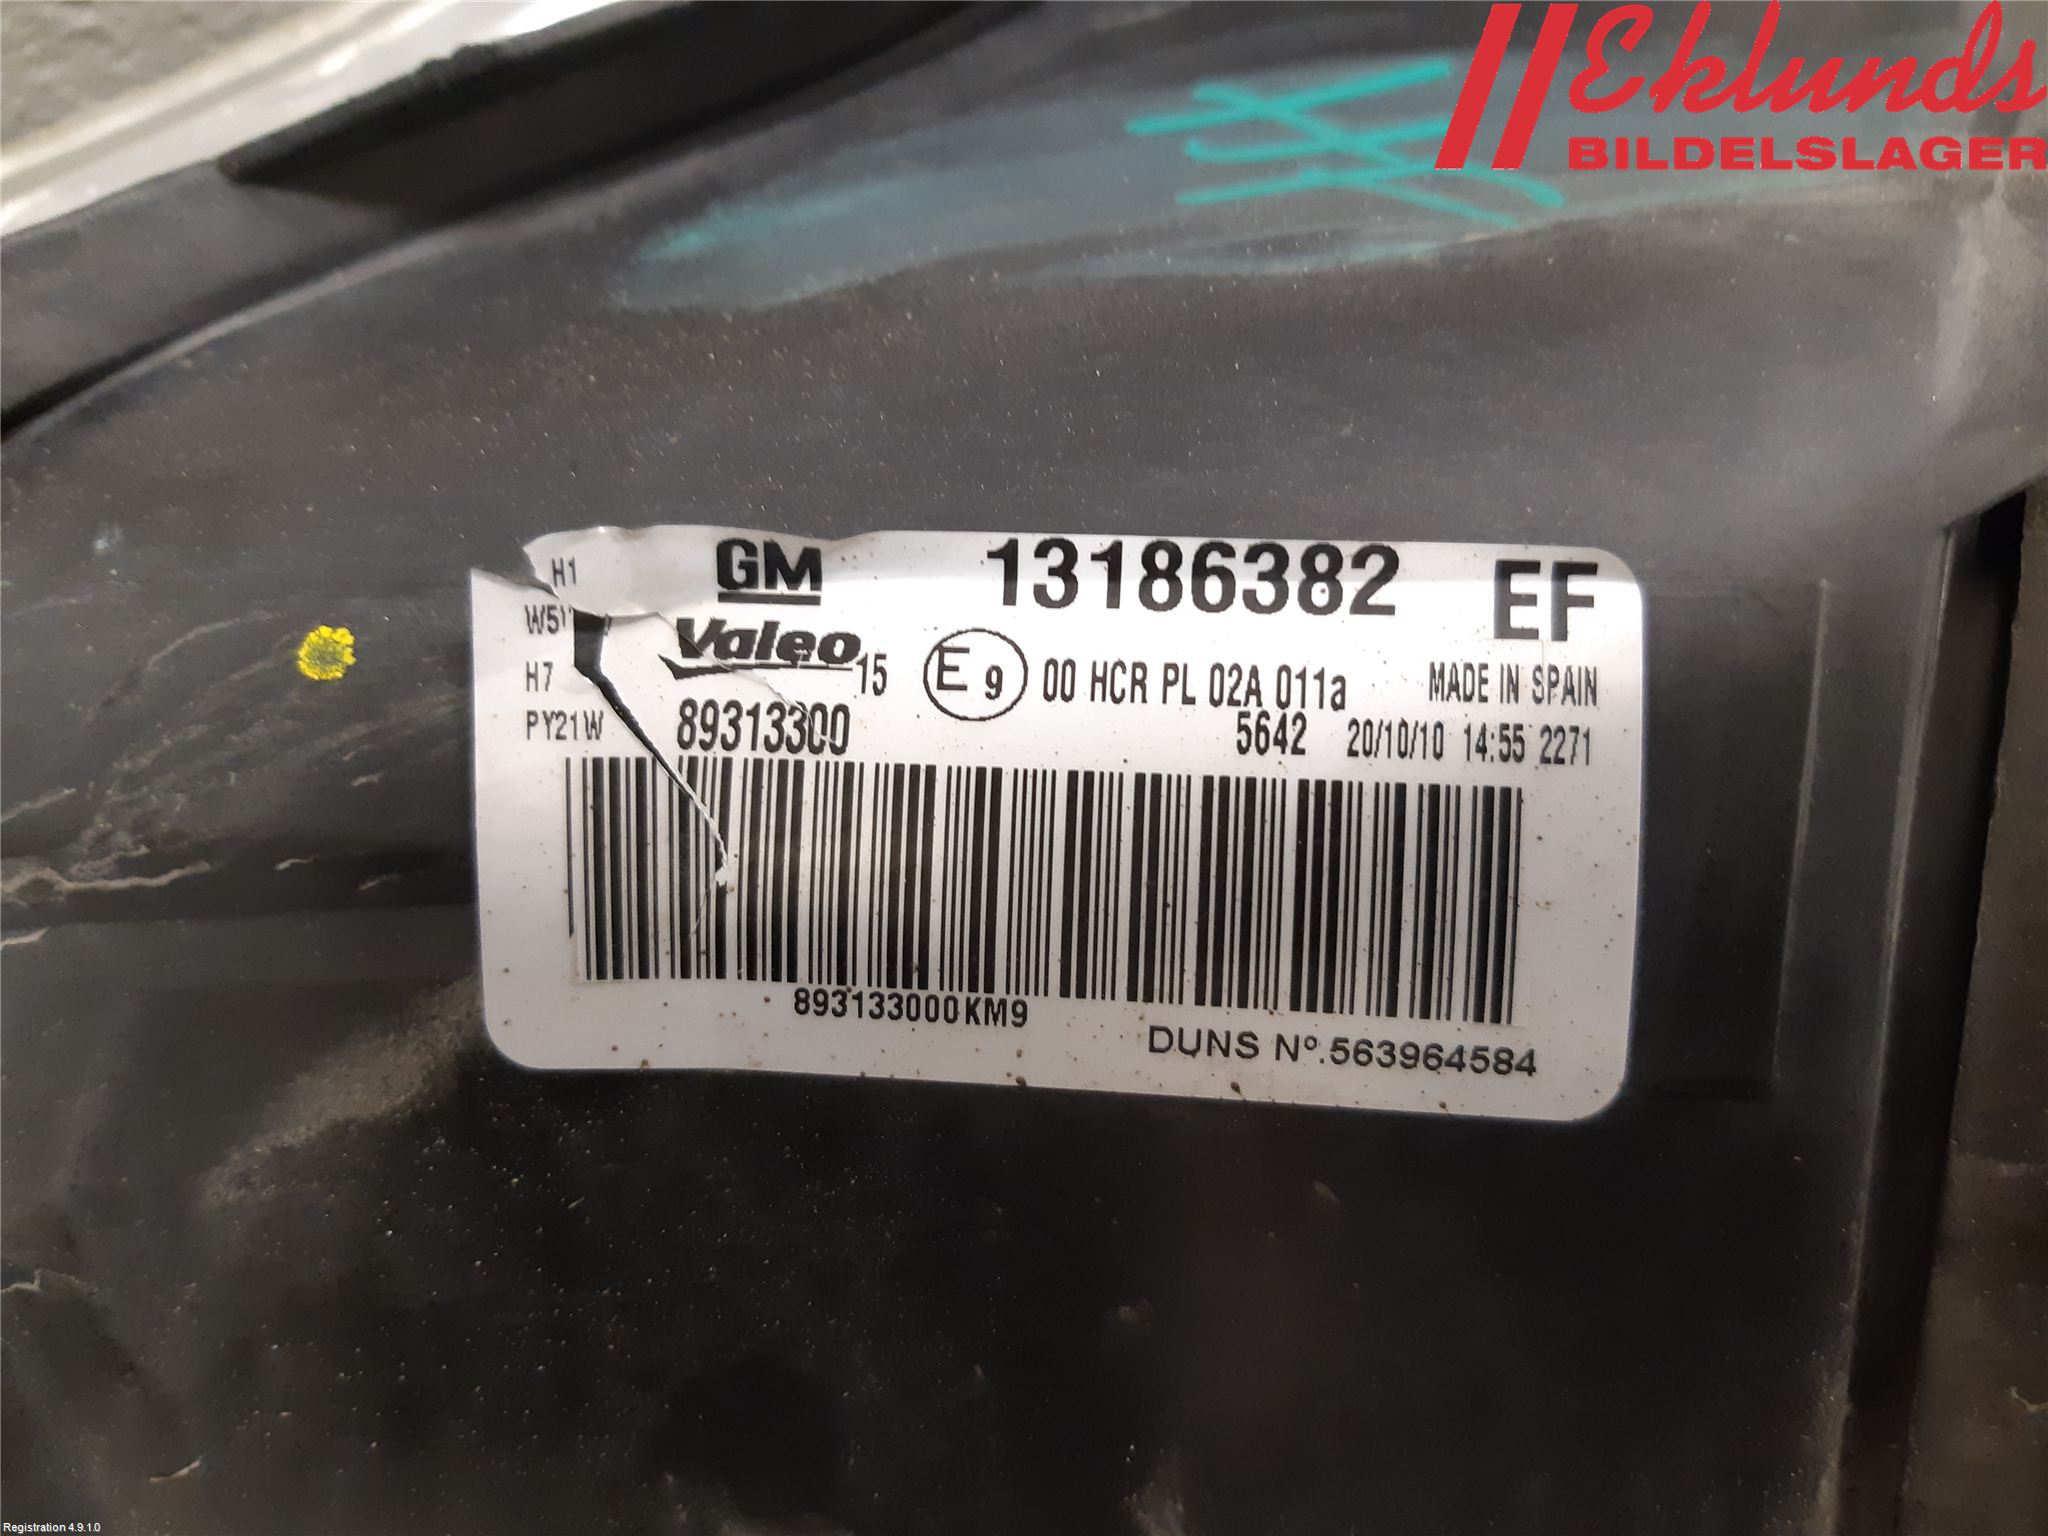 Eklunds
BILDELSLAGER
H1
GM
13186382
EF
Valeo
15
E 9
00 HCR PL 02A 011a
MADE IN SPAIN
H7
PY21W
89313300
5642 20/10/10 14:55 2271
893133000KM9
DUNS Nº.563964584
Registration 4.9.1.0